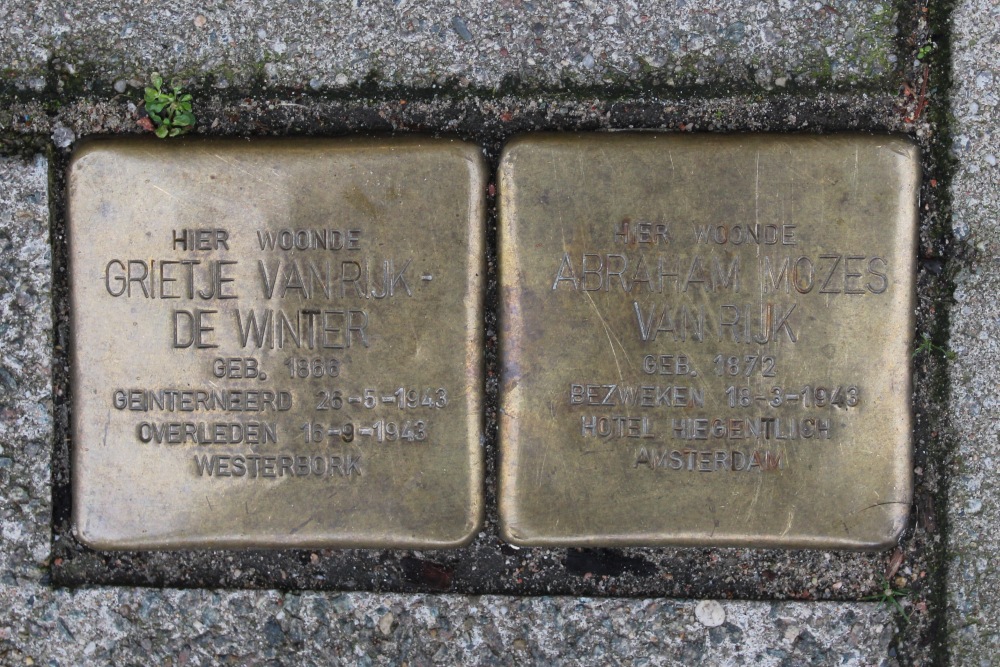 HIER WOONDE
GRIETJE VAN RIJK-
DE WINTER
GEB. 1866
GEINTERNEERD 26-5-1943
OVERLEDEN 16-9-1943
WESTERBORK
HIER WOONDE
ABRAHAM MOZES
VAN RIJK
GEB. 1872
BEZWEKEN 18-3-1943
HOTEL HIEGENTLICH
AMSTERDAM